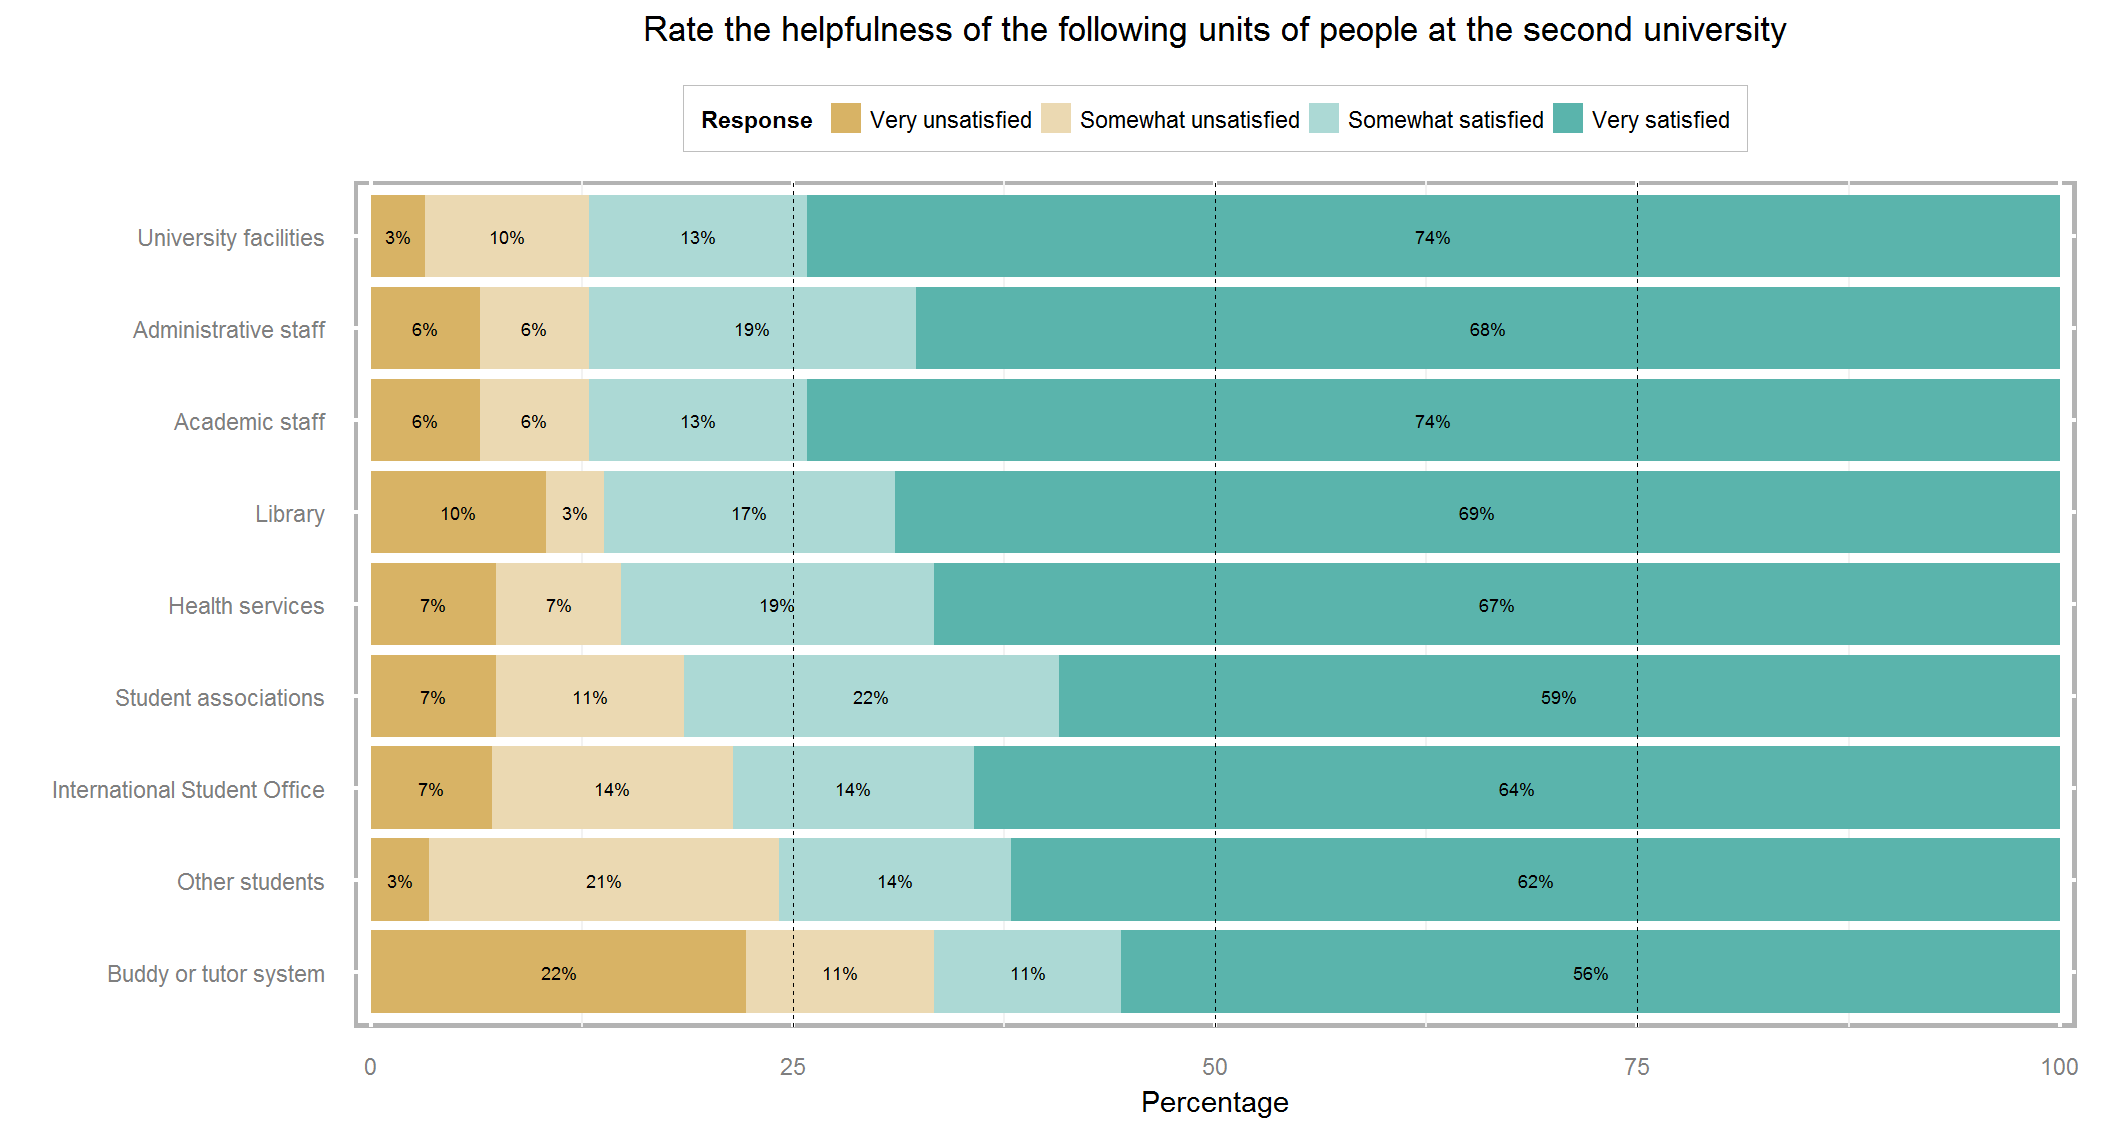 Rate the helpfulness of the following units of people at the second university
Response Very unsatisfied Somewhat unsatisfied Somewhat satisfied Very satisfied
University facilities 3% 10% 13% 74%
Administrative staff 6% 6% 19% 68%
Academic staff 6% 6% 13% 74%
Library 10% 3% 17% 69%
Health services 7% 7% 19% 67%
Student associations 7% 11% 22% 59%
International Student Office 7% 14% 14% 64%
Other students 3% 21% 14% 62%
Buddy or tutor system 22% 11% 11% 56%
0 25 50 75 100
Percentage